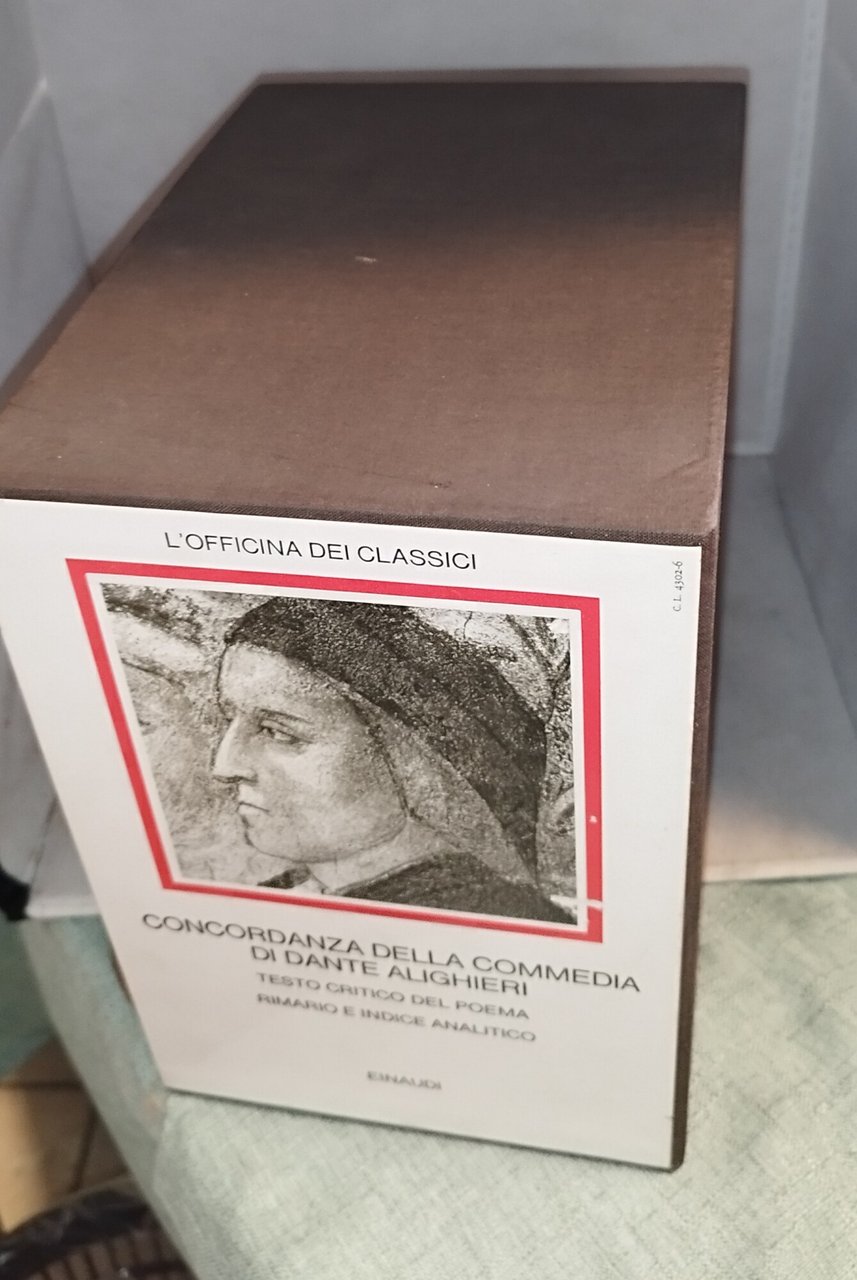 L'OFFICINA DEI CLASSICI
C. L. 4302-6
CONCORDANZA DELLA COMMEDIA
DI DANTE ALIGHIERI
TESTO CRITICO DEL POEMA
RIMARIO E INDICE ANALITICO
EINAUDI